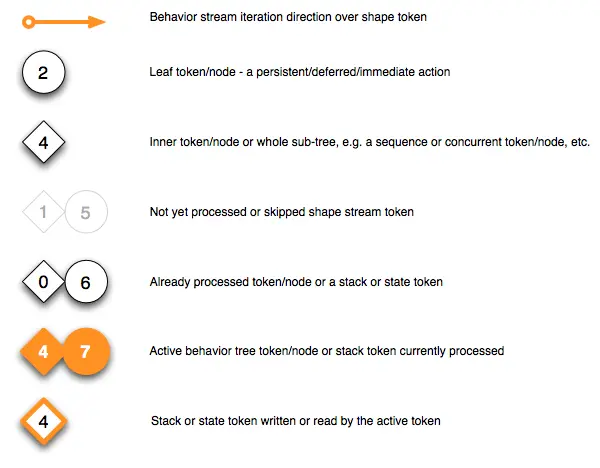 Behavior stream iteration direction over shape token
2 Leaf token/node - a persistent/deferred/immediate action
4 Inner token/node or whole sub-tree, e.g. a sequence or concurrent token/node, etc.
1 5 Not yet processed or skipped shape stream token
0 6 Already processed token/node or a stack or state token
4 7 Active behavior tree token/node or stack token currently processed
4 Stack or state token written or read by the active token